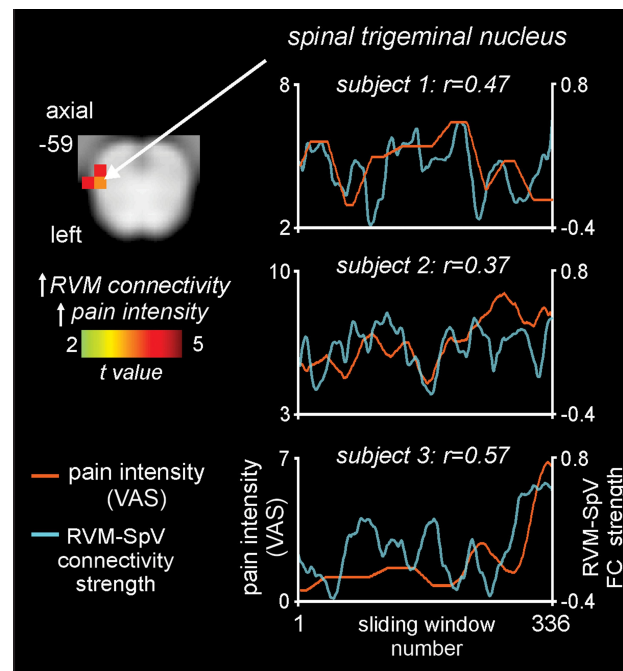 spinal trigeminal nucleus
axial
-59
left
↑RVM connectivity
↑ pain intensity
2 5
t value
pain intensity
(VAS)
RVM-SpV
connectivity
strength
subject 1: r=0.47
8
0.8
2
-0.4
subject 2: r=0.37
10
0.8
3
-0.4
subject 3: r=0.57
7
0.8
0
-0.4
pain intensity
(VAS)
RVM-SpV
FC strength
1
336
sliding window
number